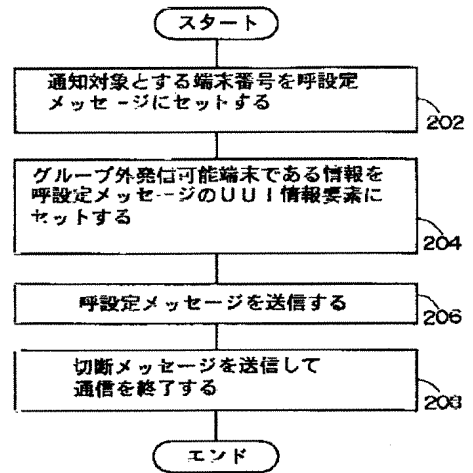 スタート
通知対象とする端末番号を呼設定
メッセージにセットする
202
グループ外発信可能端末である情報を
呼設定メッセージのUUI情報要素に
セットする
204
呼設定メッセージを送信する
206
切断メッセージを送信して
通信を終了する
208
エンド